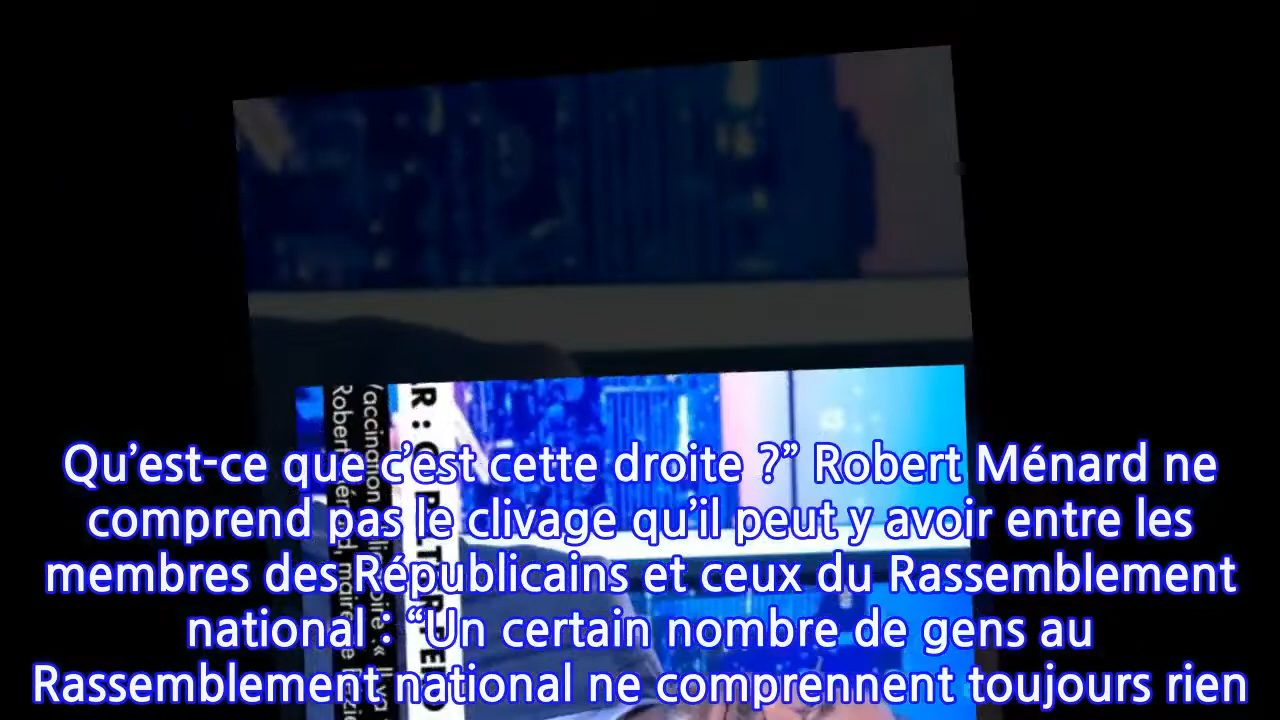 Qu’est-ce que c’est cette droite ?” Robert Ménard ne
comprend pas le clivage qu’il peut y avoir entre les
membres des Républicains et ceux du Rassemblement
national : “Un certain nombre de gens au
Rassemblement national ne comprennent toujours rien